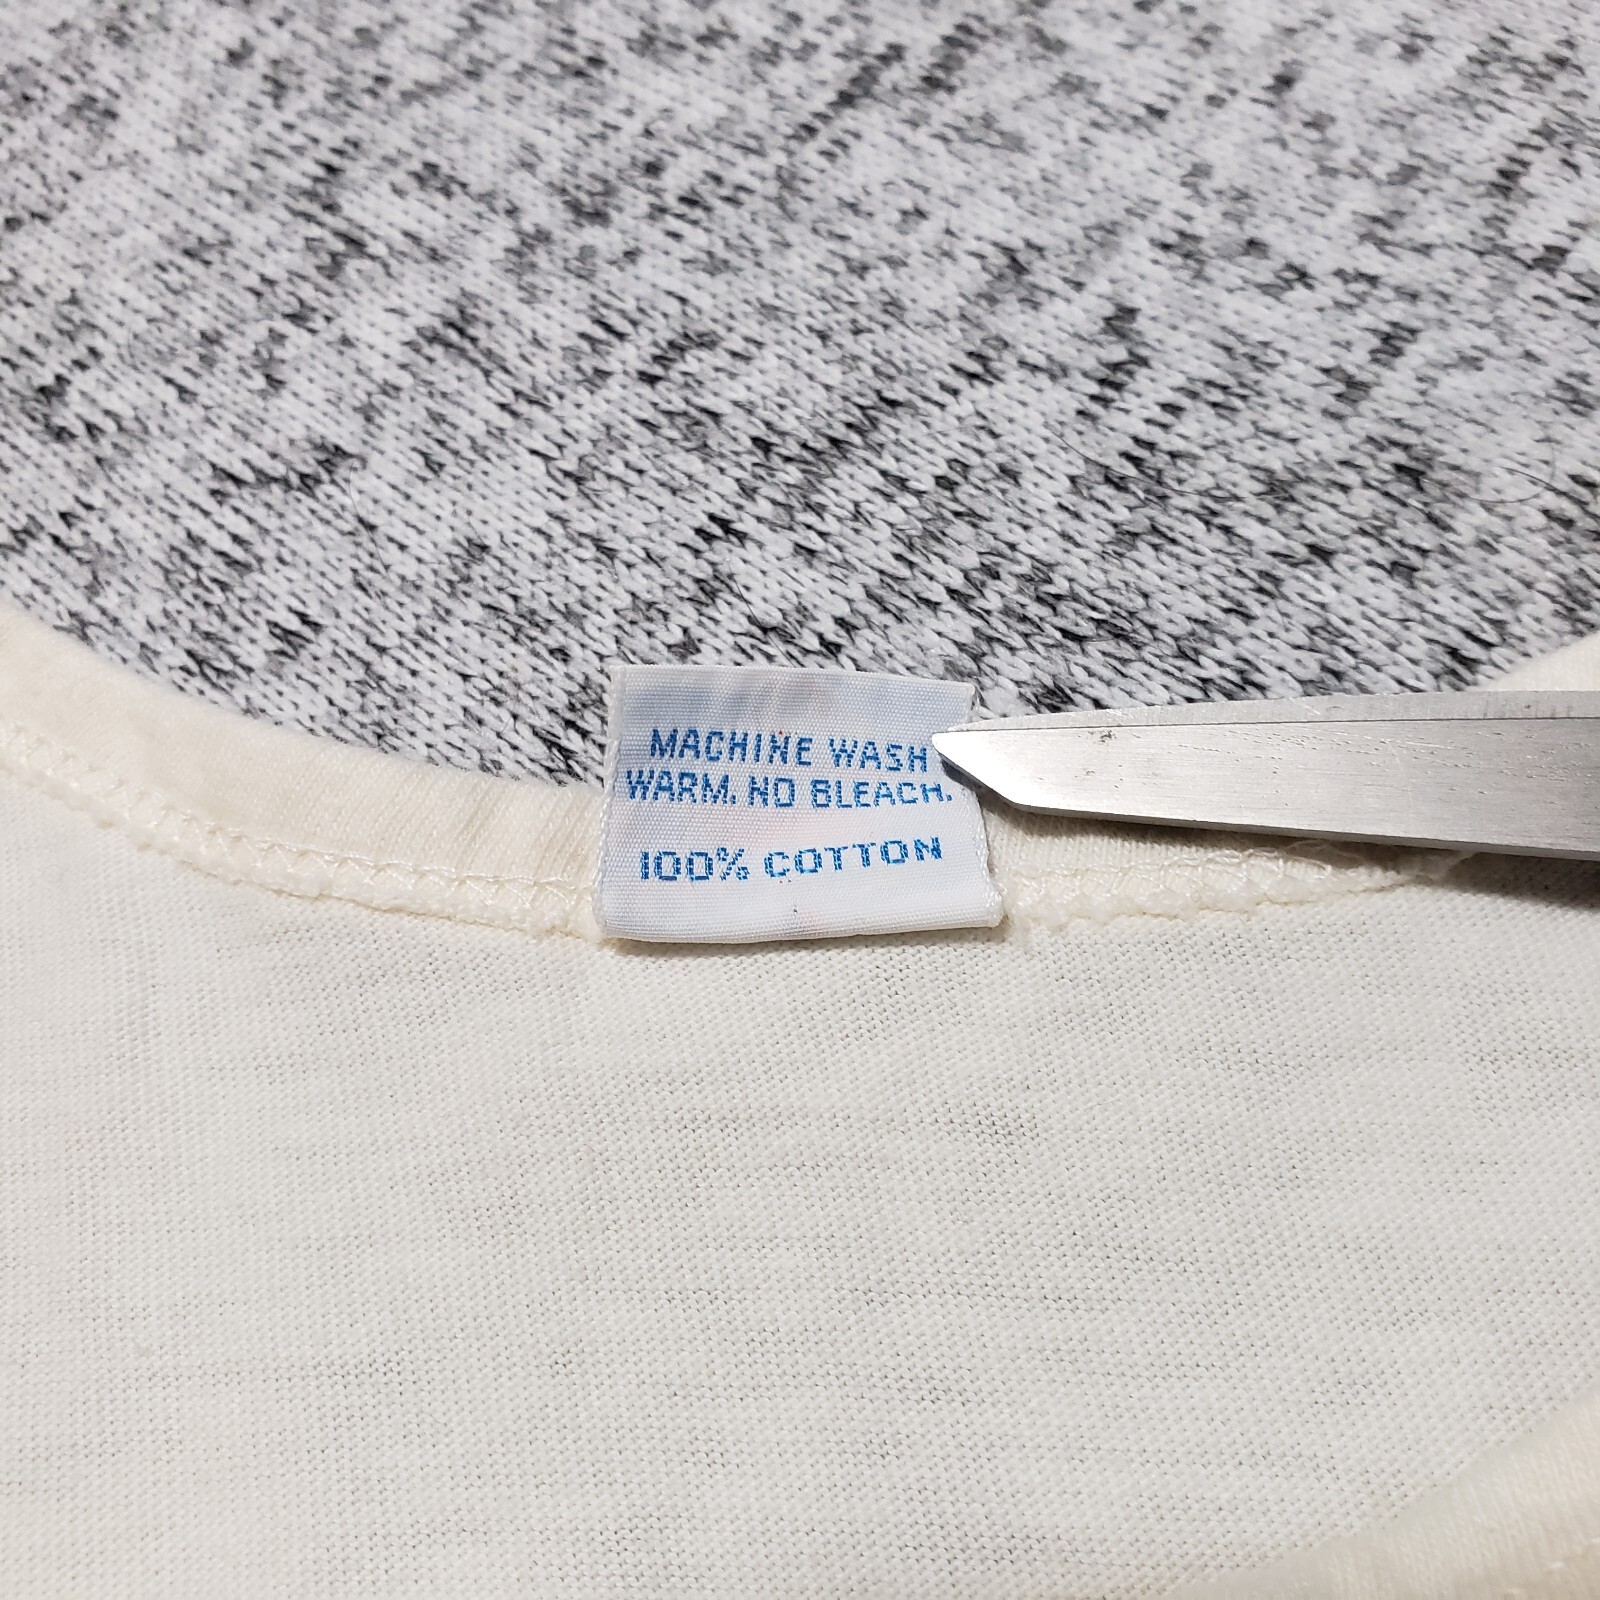 MACHINE WASH
WARM. NO BLEACH.
100% COTTON